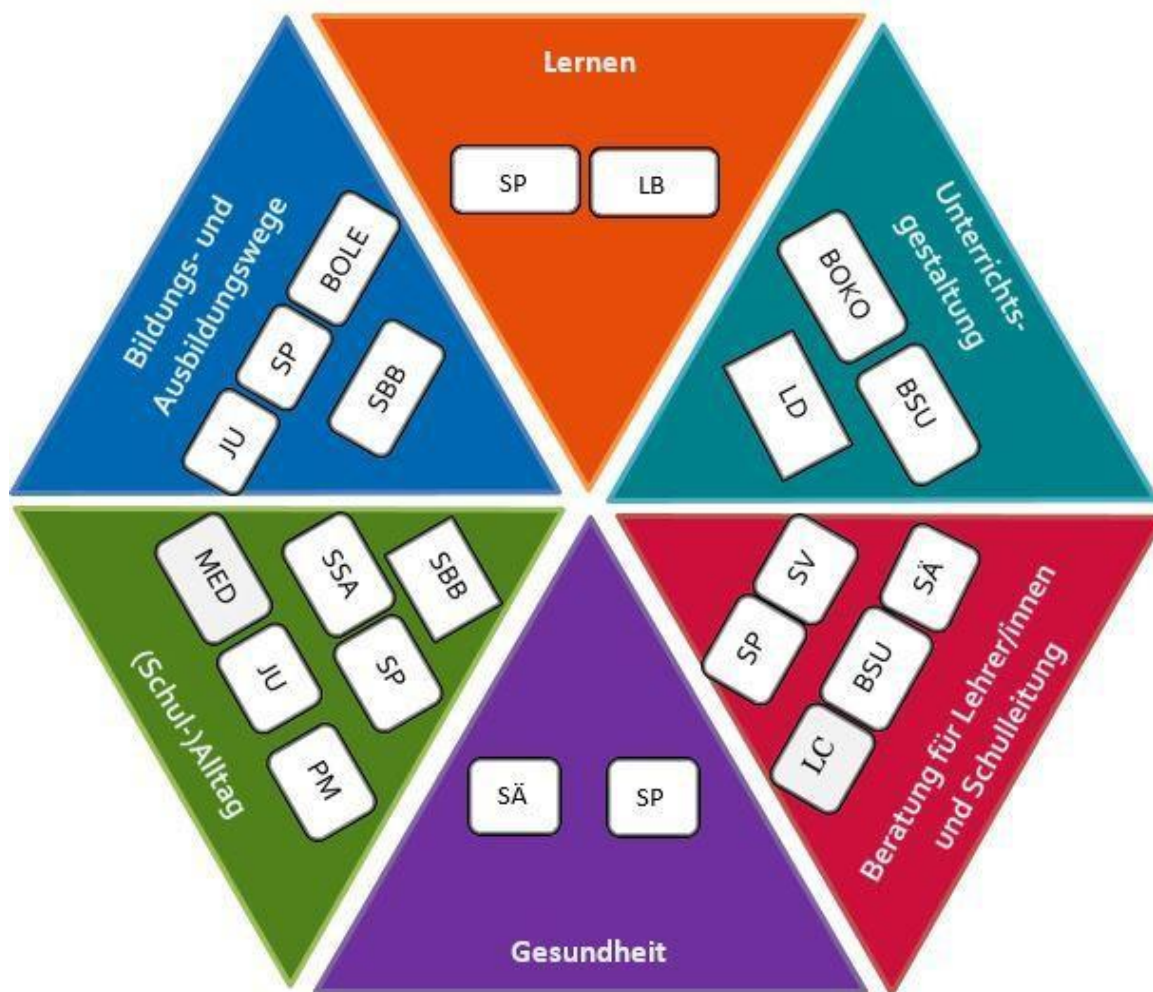 Lernen
SP
LB
Bildungs- und
Ausbildungswege
BOLE
SP
JU
SBB
Unterrichts-
gestaltung
BOKO
LD
BSU
(Schul-)Alltag
MED
SSA
SBB
JU
SP
PM
Gesundheit
SÄ
SP
Beratung für Lehrer/innen
und Schulleitung
SV
SÄ
SP
BSU
LC